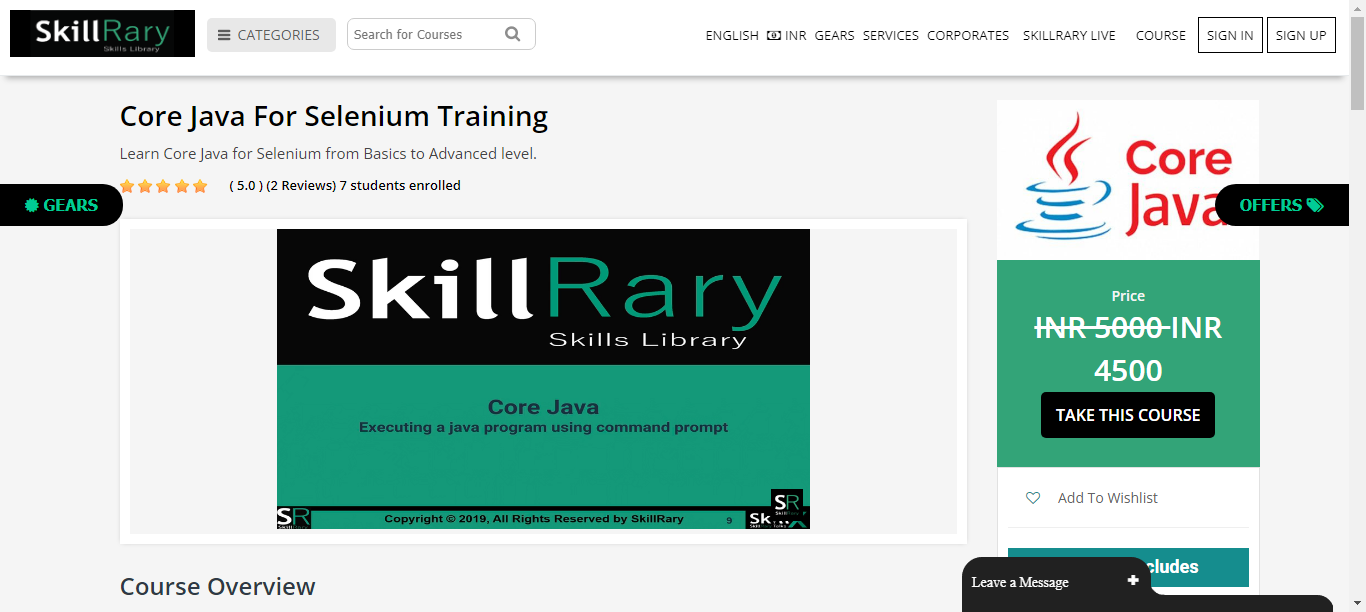 SkillRary
Skills Library
CATEGORIES
Search for Courses
ENGLISH INR GEARS SERVICES CORPORATES SKILLRARY LIVE COURSE SIGN IN SIGN UP
Core Java For Selenium Training
Learn Core Java for Selenium from Basics to Advanced level.
( 5.0 ) (2 Reviews) 7 students enrolled
GEARS
SkillRary
Skills Library
Core Java
Executing a java program using command prompt
SR
Copyright © 2019, All Rights Reserved by SkillRary
9
SR
Course Overview
Core
Java
OFFERS
Price
INR 5000 INR
4500
TAKE THIS COURSE
Add To Wishlist
cludes
Leave a Message